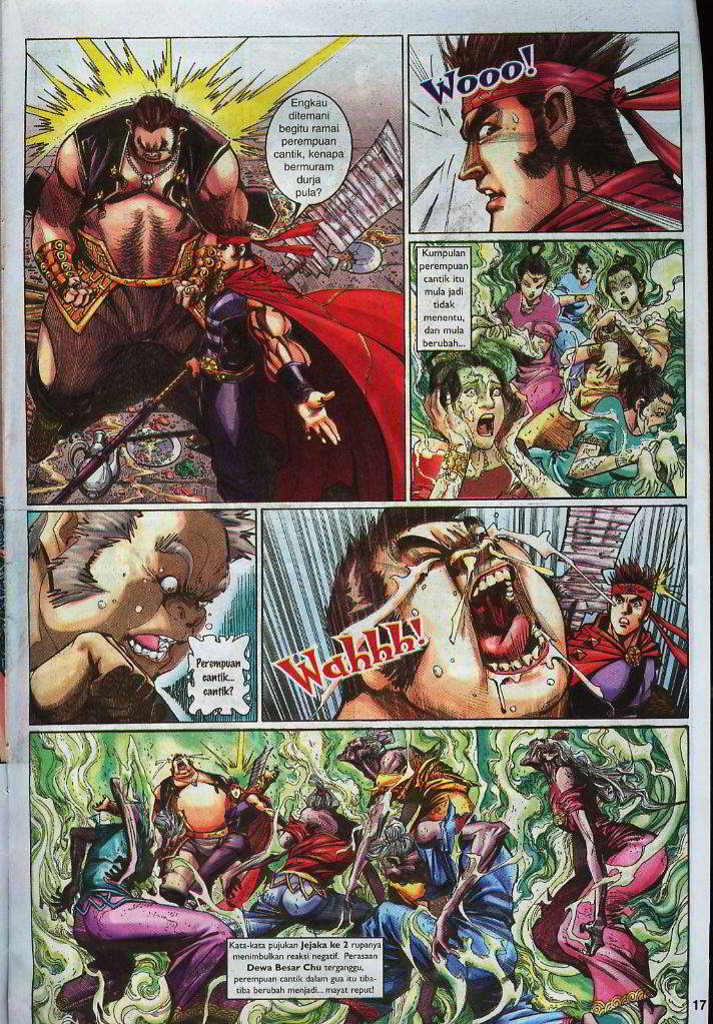 Engkau
ditemani
begitu ramai
perempuan
cantik, kenapa
bermuram
durja
pula?
Wooo!
Kumpulan
perempuan
cantik itu
mula jadi
tidak
menentu,
dan mula
berubah...
Perempuan
cantik...
cantik?
Wahhh!
Kata-kata pujukan Jejaka 2 rupanya
menimbulkan reaksi negatif. Perasaan
Dewa Besar Chu terganggu,
perempuan cantik dalam gua itu tiba-
tiba berubah menjadi... mayat reput!
17